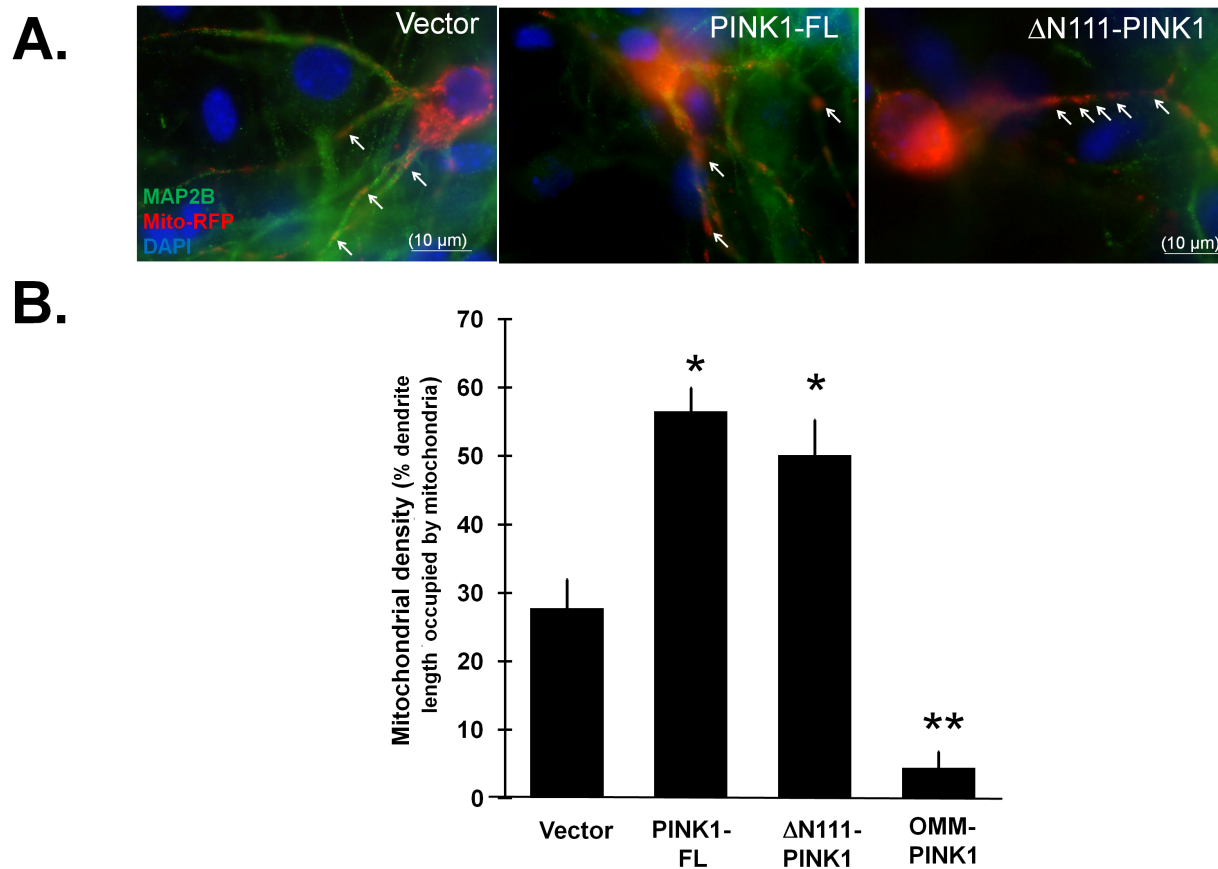 A.
Vector
PINK1-FL
ΔN111-PINK1
MAP2B
Mito-RFP
DAPI
(10 µm)
(10 µm)
B.
Mitochondrial density (% dendrite
length occupied by mitochondria)
70
60
50
40
30
20
10
0
*
*
**
Vector
PINK1-
FL
ΔN111-
PINK1
OMM-
PINK1